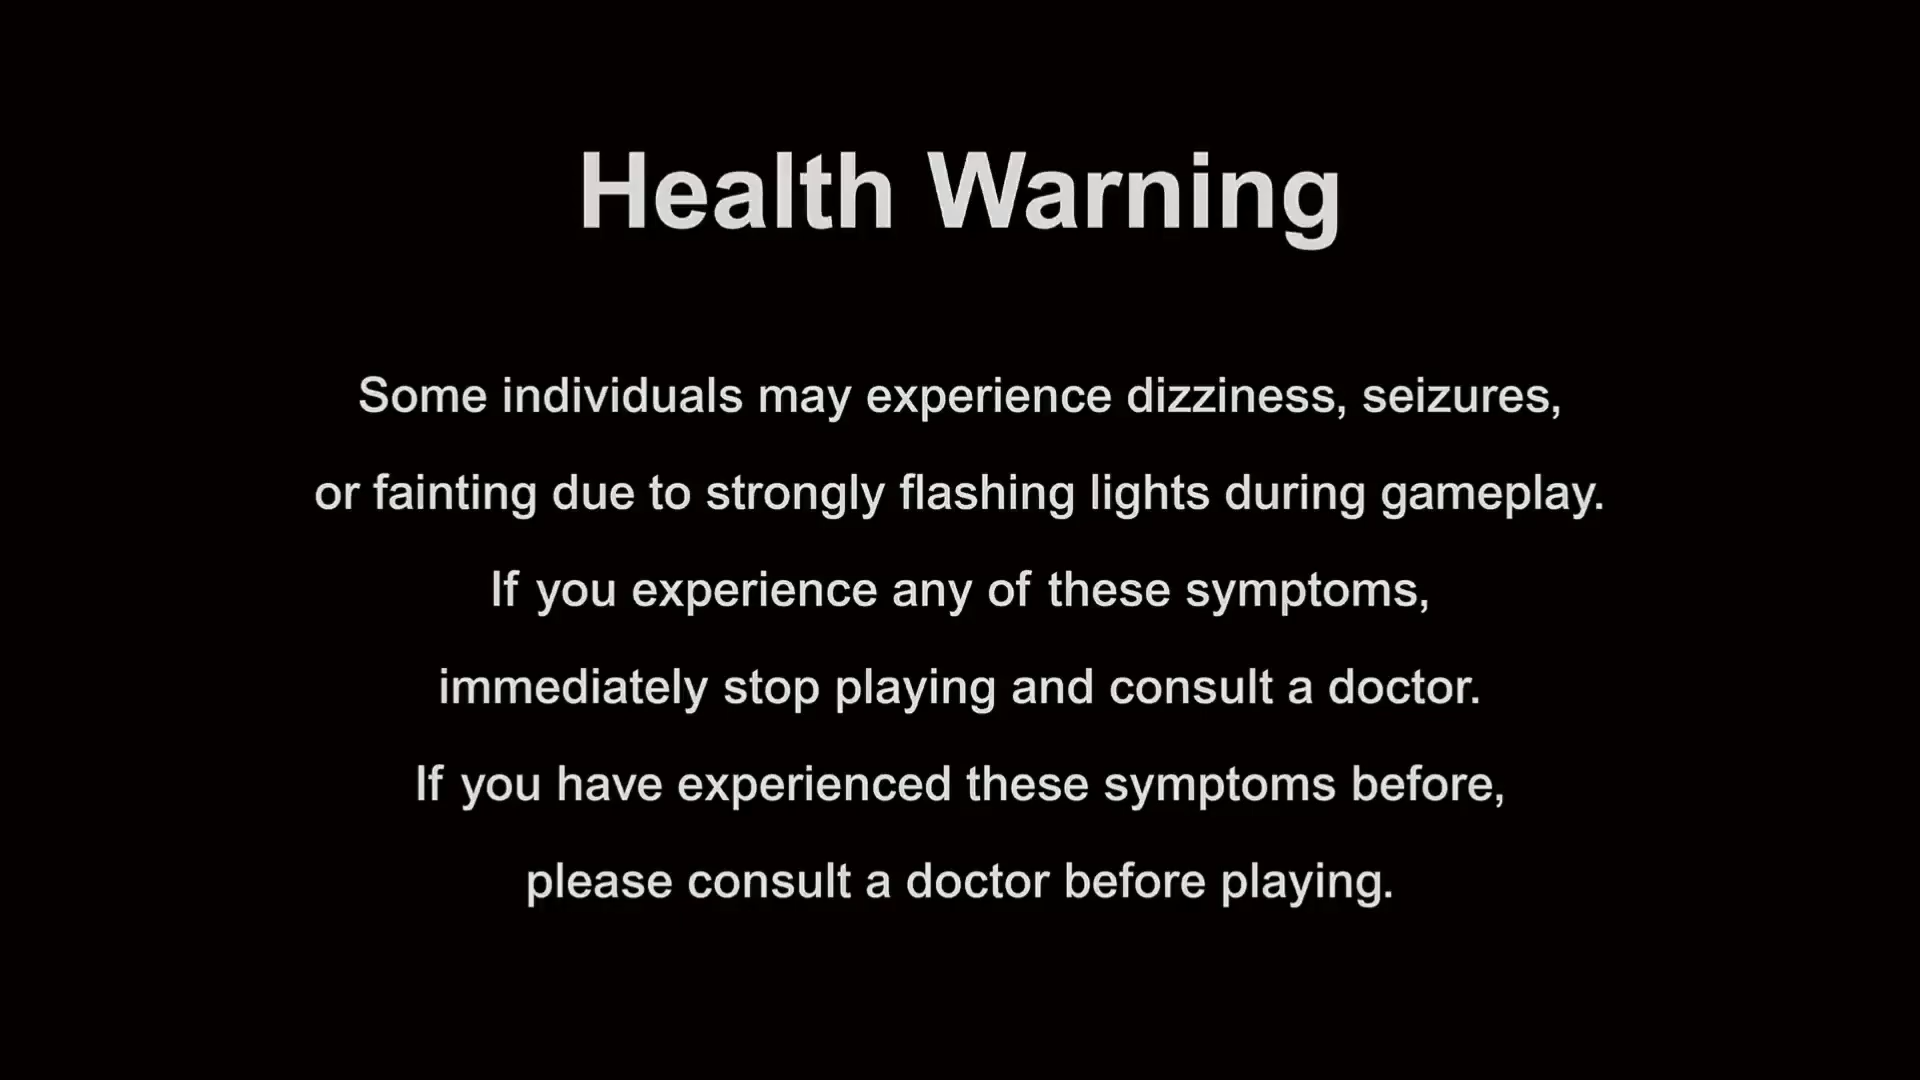 Health Warning
Some individuals may experience dizziness, seizures,
or fainting due to strongly flashing lights during gameplay.
If you experience any of these symptoms,
immediately stop playing and consult a doctor.
If you have experienced these symptoms before,
please consult a doctor before playing.